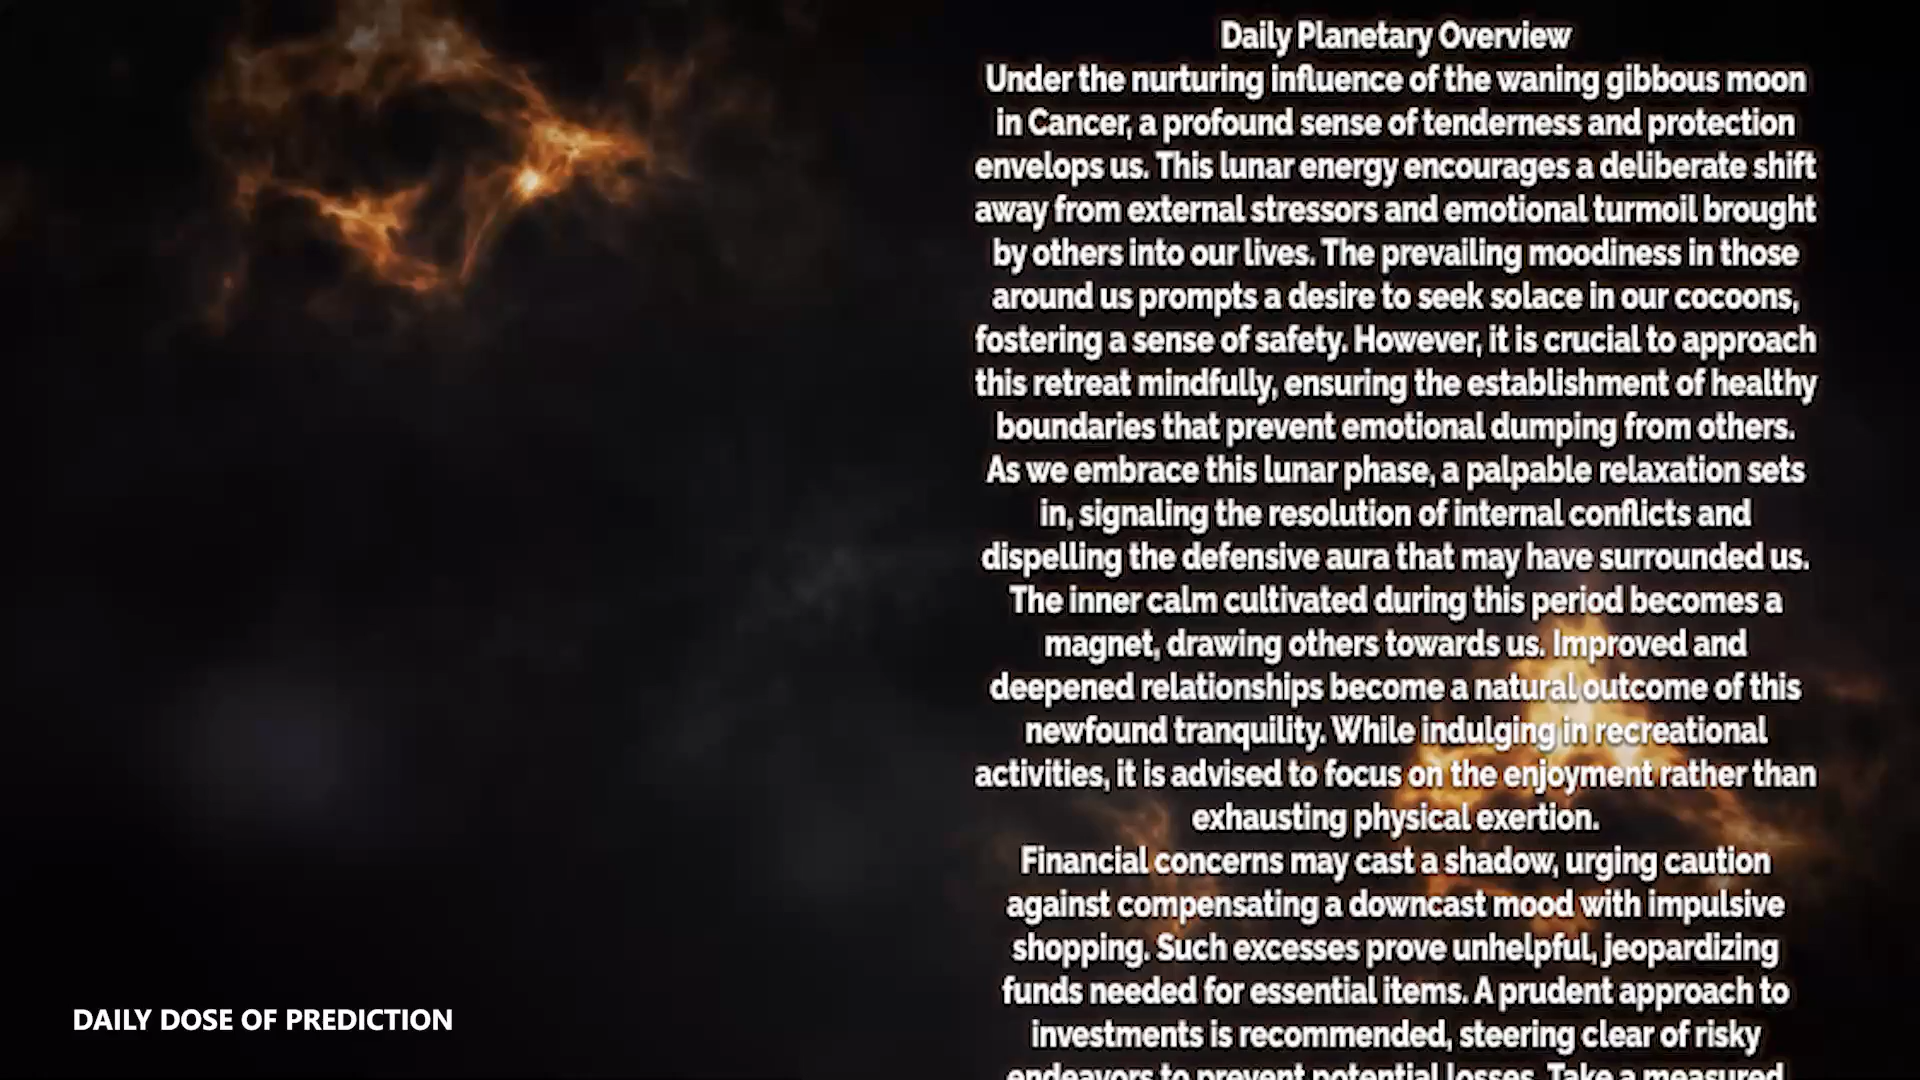 Daily Planetary Overview
Under the nurturing influence of the waning gibbous moon
in Cancer, a profound sense of tenderness and protection
envelops us. This lunar energy encourages a deliberate shift
away from external stressors and emotional turmoil brought
by others into our lives. The prevailing moodiness in those
around us prompts a desire to seek solace in our cocoons,
fostering a sense of safety. However, it is crucial to approach
this retreat mindfully, ensuring the establishment of healthy
boundaries that prevent emotional dumping from others.
As we embrace this lunar phase, a palpable relaxation sets
in, signaling the resolution of internal conflicts and
dispelling the defensive aura that may have surrounded us.
The inner calm cultivated during this period becomes a
magnet, drawing others towards us. Improved and
deepened relationships become a natural outcome of this
newfound tranquility. While indulging in recreational
activities, it is advised to focus on the enjoyment rather than
exhausting physical exertion.
Financial concerns may cast a shadow, urging caution
against compensating a downcast mood with impulsive
shopping. Such excesses prove unhelpful, jeopardizing
funds needed for essential items. A prudent approach to
investments is recommended, steering clear of risky
endeavors to prevent potential losses. Take a measured
DAILY DOSE OF PREDICTION